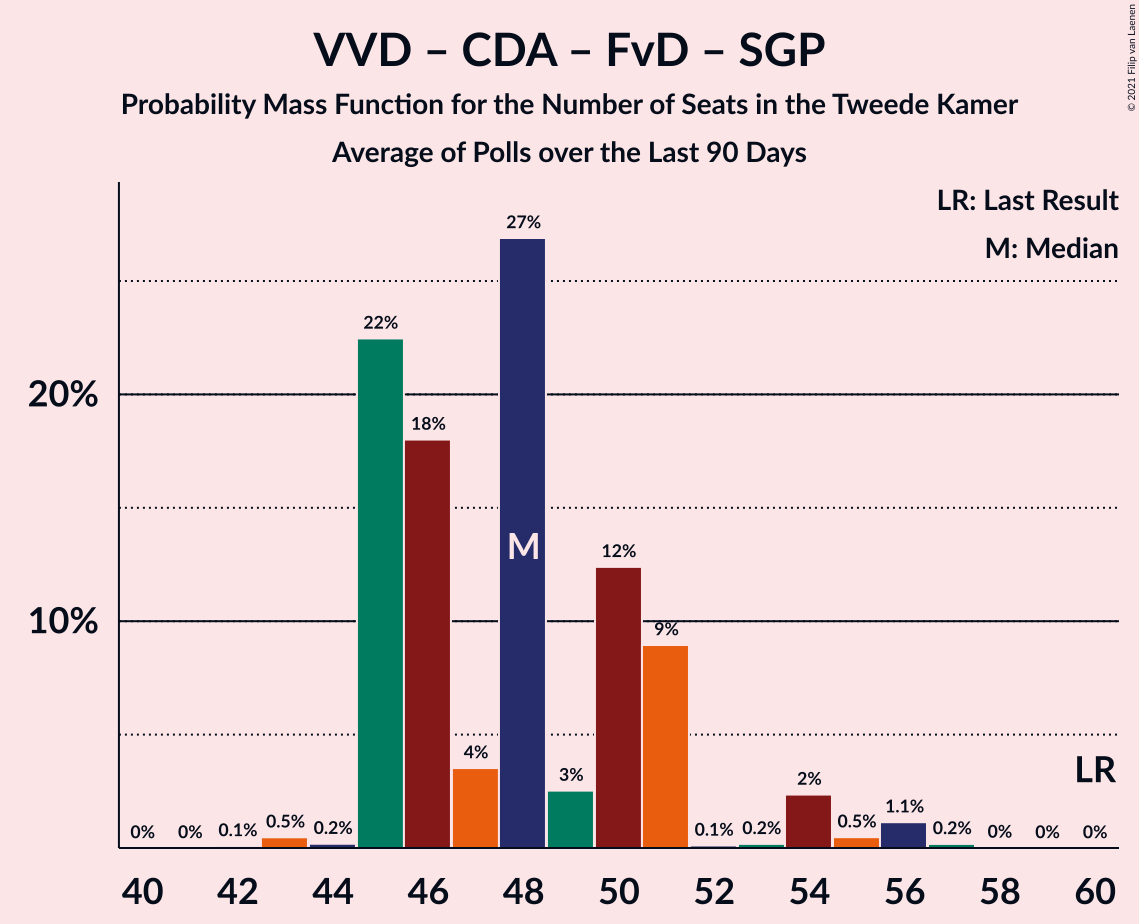 VVD – CDA – FvD – SGP
Probability Mass Function for the Number of Seats in the Tweede Kamer
Average of Polls over the Last 90 Days
© 2021 Filip van Laenen
LR: Last Result
M: Median
27%
22%
20%
18%
M
12%
10%
9%
4%
3%
LR
2%
0%
0%
0.1%
0.5%
0.2%
0.1%
0.2%
0.5%
1.1%
0.2%
0%
0%
0%
40 42 44 46 48 50 52 54 56 58 60